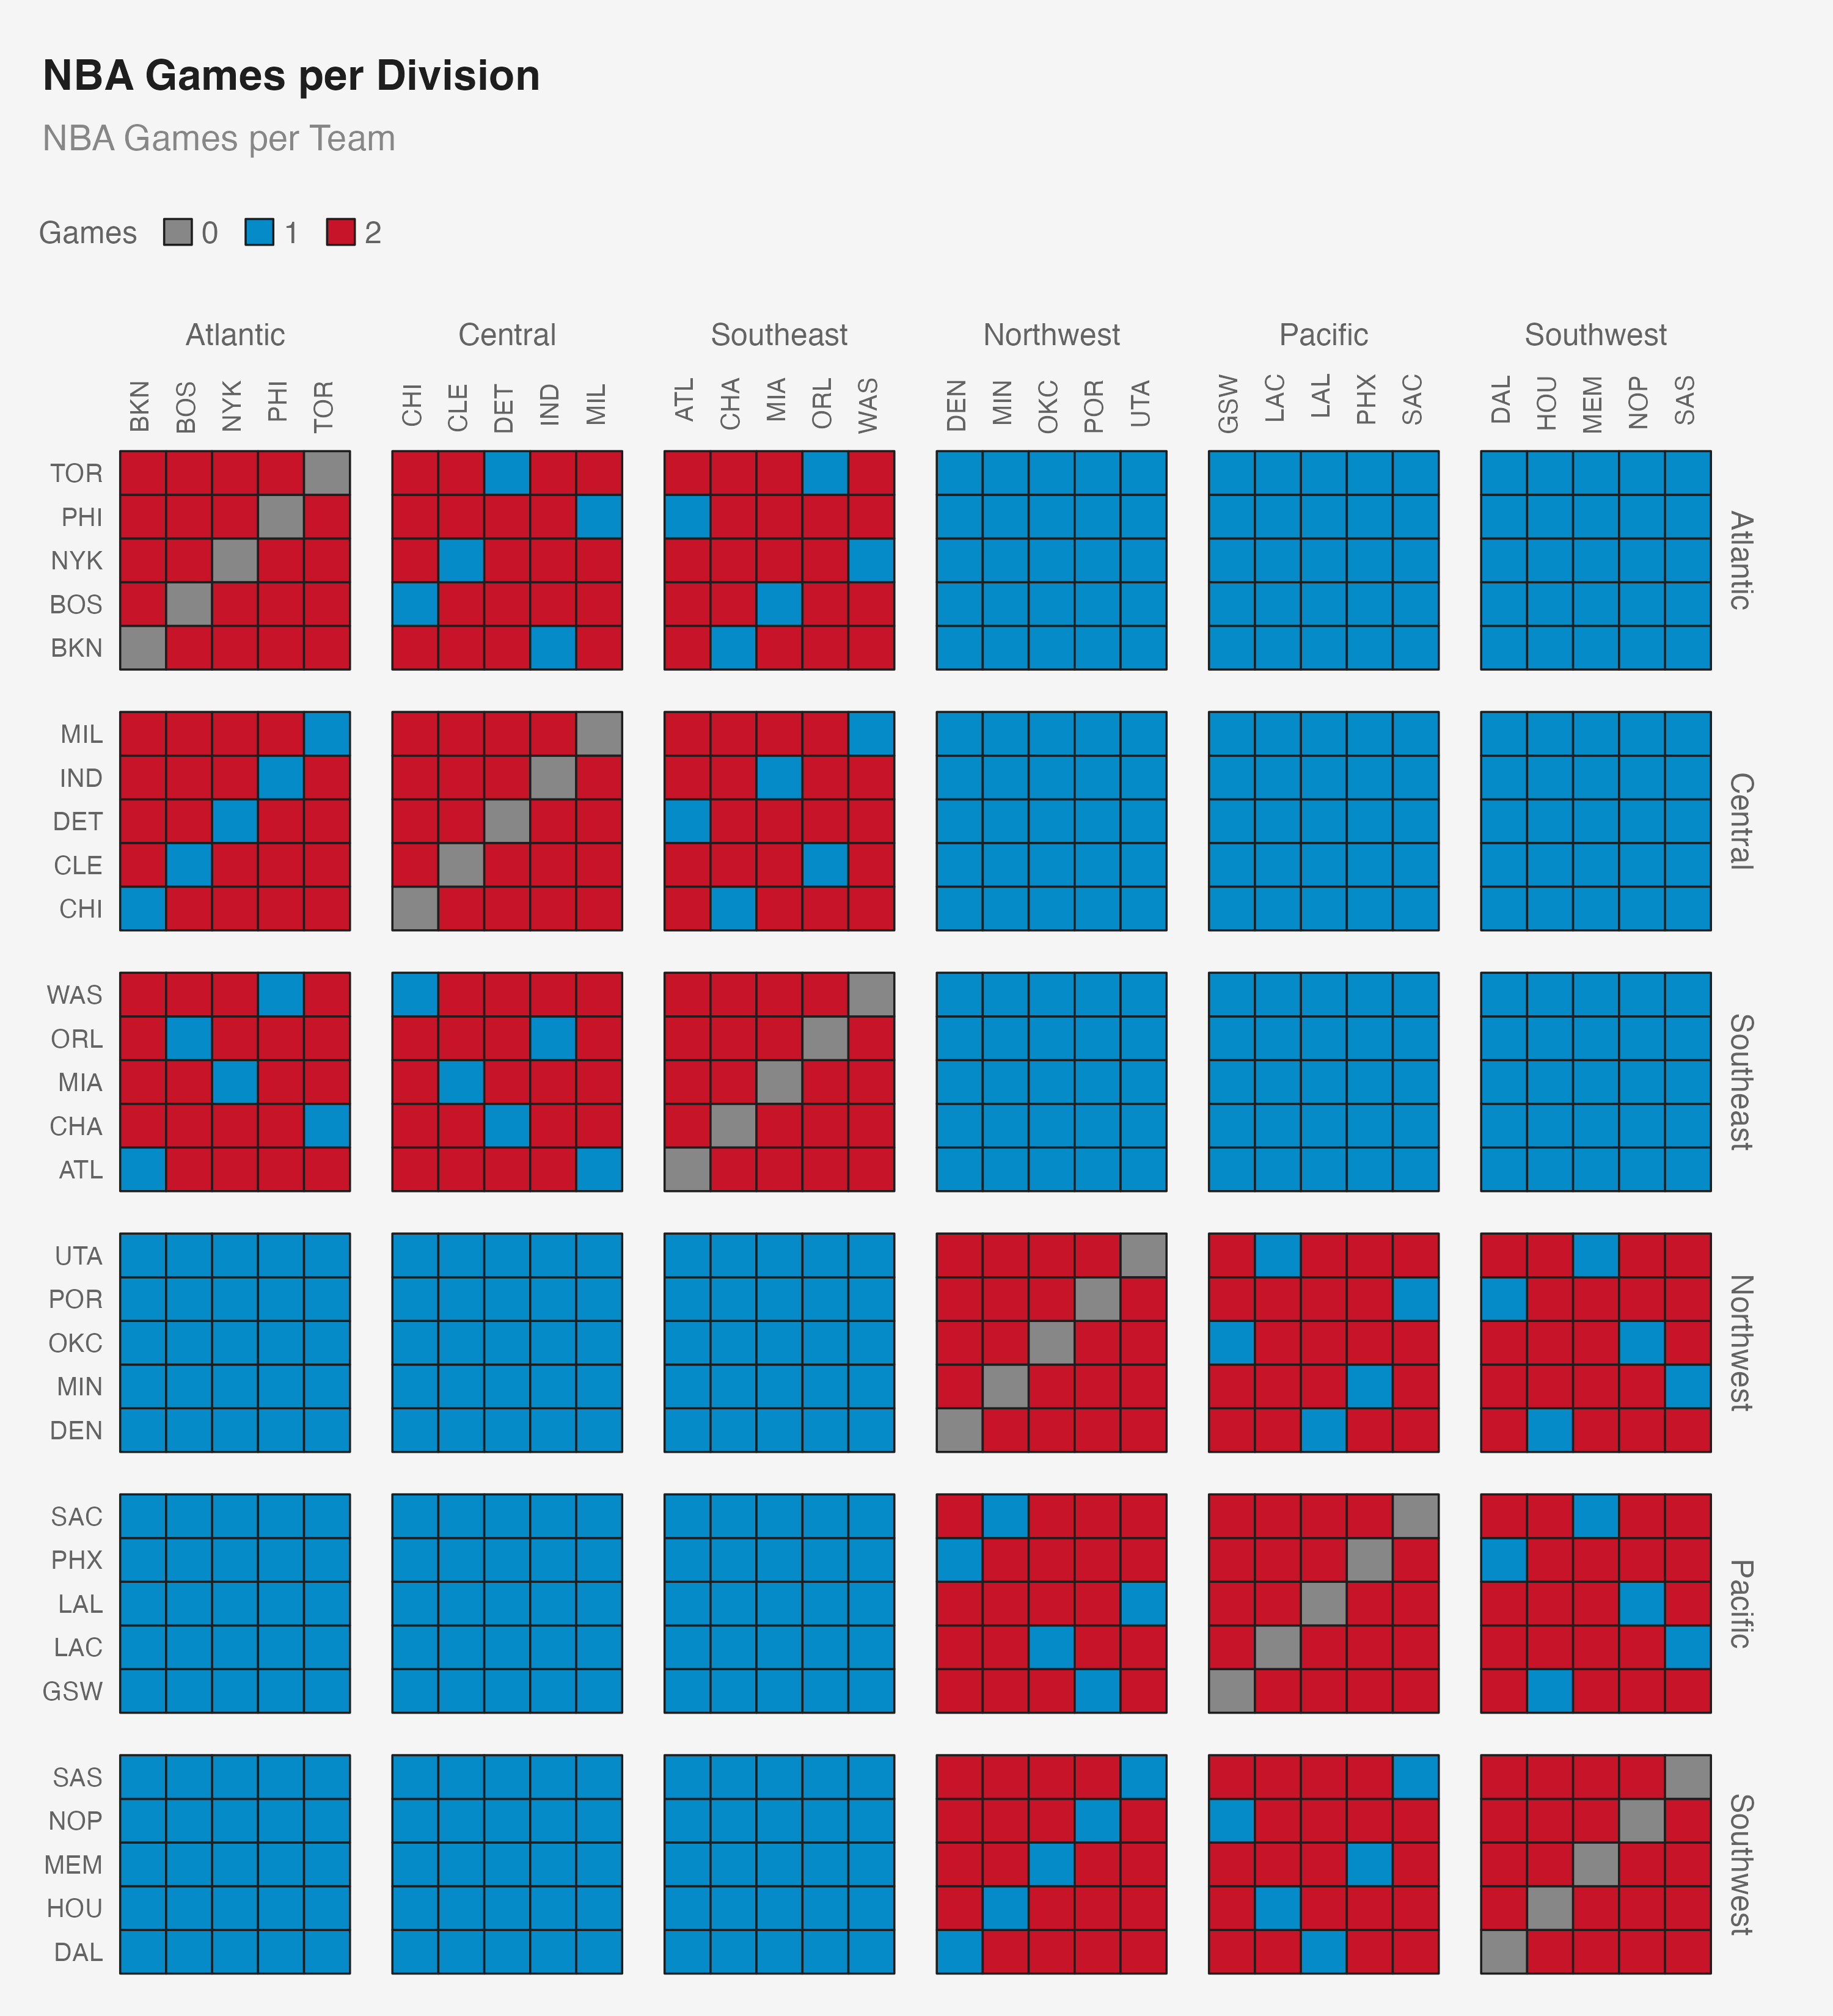 NBA Games per Division
NBA Games per Team
Games 0 1 2
Atlantic Central Southeast Northwest Pacific Southwest
BKN BOS NYK PHI TOR CHI CLE DET IND MIL ATL CHA MIA ORL WAS DEN MIN OKC POR UTA GSW LAC LAL PHX SAC DAL HOU MEM NOP SAS
TOR
PHI
NYK
BOS
BKN
Atlantic
MIL
IND
DET
CLE
CHI
Central
WAS
ORL
MIA
CHA
ATL
Southeast
UTA
POR
OKC
MIN
DEN
Northwest
SAC
PHX
LAL
LAC
GSW
Pacific
SAS
NOP
MEM
HOU
DAL
Southwest